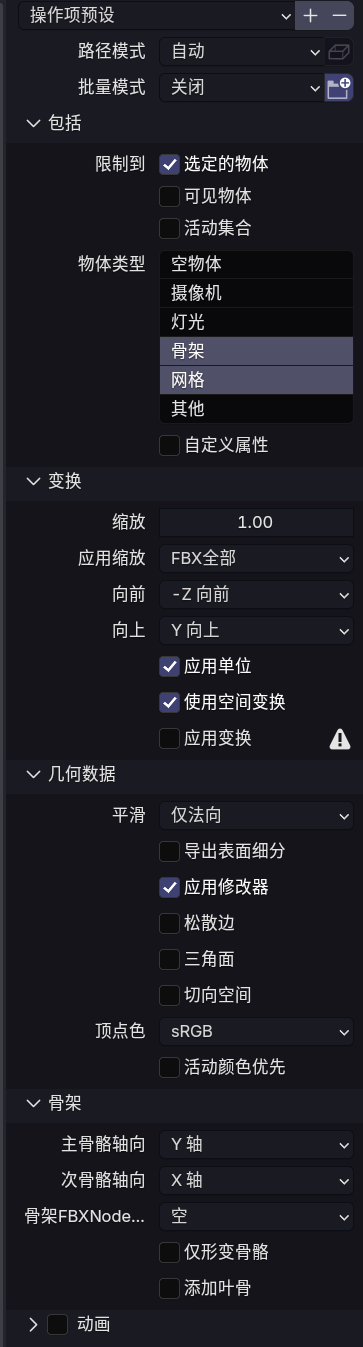 操作项预设
路径模式 自动
批量模式 关闭
包括
限制到 选定的物体
可见物体
活动集合
物体类型 空物体
摄像机
灯光
骨架
网格
其他
自定义属性
变换
缩放 1.00
应用缩放 FBX全部
向前 -Z 向前
向上 Y 向上
应用单位
使用空间变换
应用变换
几何数据
平滑 仅法向
导出表面细分
应用修改器
松散边
三角面
切向空间
顶点色 sRGB
活动颜色优先
骨架
主骨骼轴向 Y 轴
次骨骼轴向 X 轴
骨架FBXNode... 空
仅形变骨骼
添加叶骨
动画